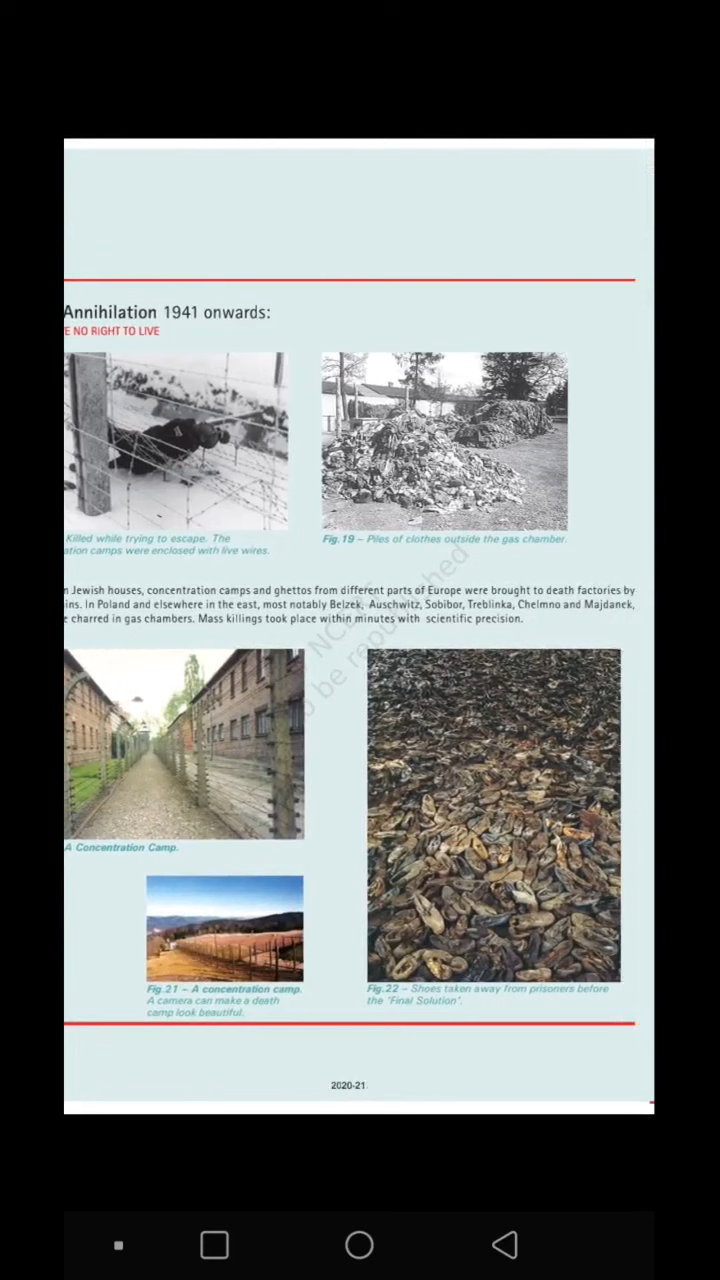 Annihilation 1941 onwards:
E NO RIGHT TO LIVE
Killed while trying to escape. The
ation camps were enclosed with live wires.
Fig.19 – Piles of clothes outside the gas chamber.
n Jewish houses, concentration camps and ghettos from different parts of Europe were brought to death factories by
ins. In Poland and elsewhere in the east, most notably Belzek, Auschwitz, Sobibor, Treblinka, Chelmno and Majdanek,
e charred in gas chambers. Mass killings took place within minutes with scientific precision.
NCERT
o be republished
A Concentration Camp.
Fig.21 – A concentration camp.
A camera can make a death
camp look beautiful.
Fig.22 – Shoes taken away from prisoners before
the 'Final Solution'.
2020-21